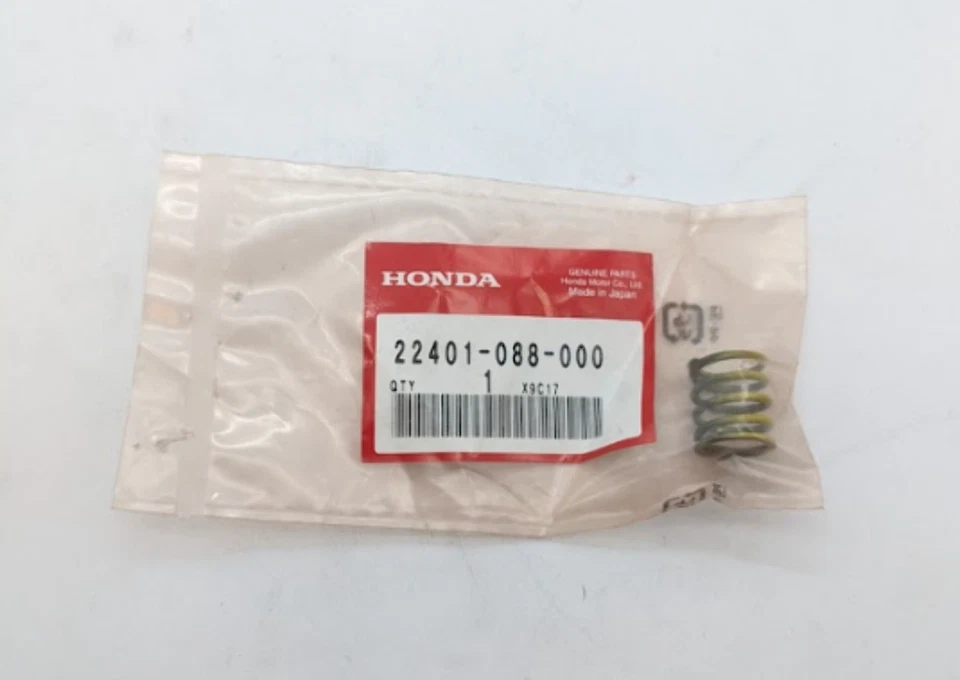 HONDA
GENUINE PARTS
Honda Motor Co., Ltd.
Made in Japan
22401-088-000
QTY 1 X9C17